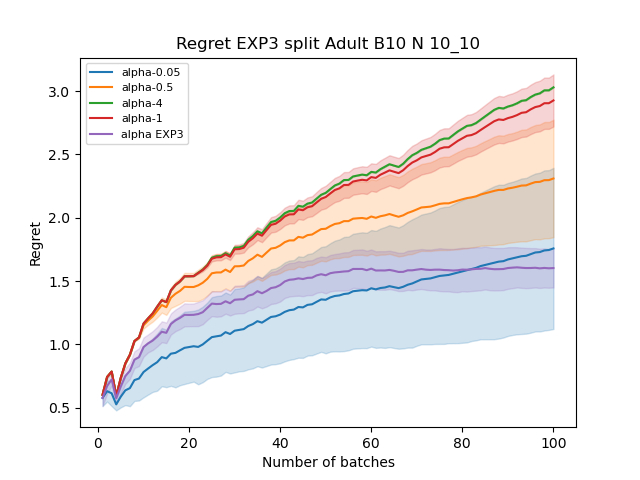 Regret EXP3 split Adult B10 N 10_10
alpha-0.05
alpha-0.5
alpha-4
alpha-1
alpha EXP3
3.0
2.5
2.0
1.5
1.0
0.5
Regret
0 20 40 60 80 100
Number of batches